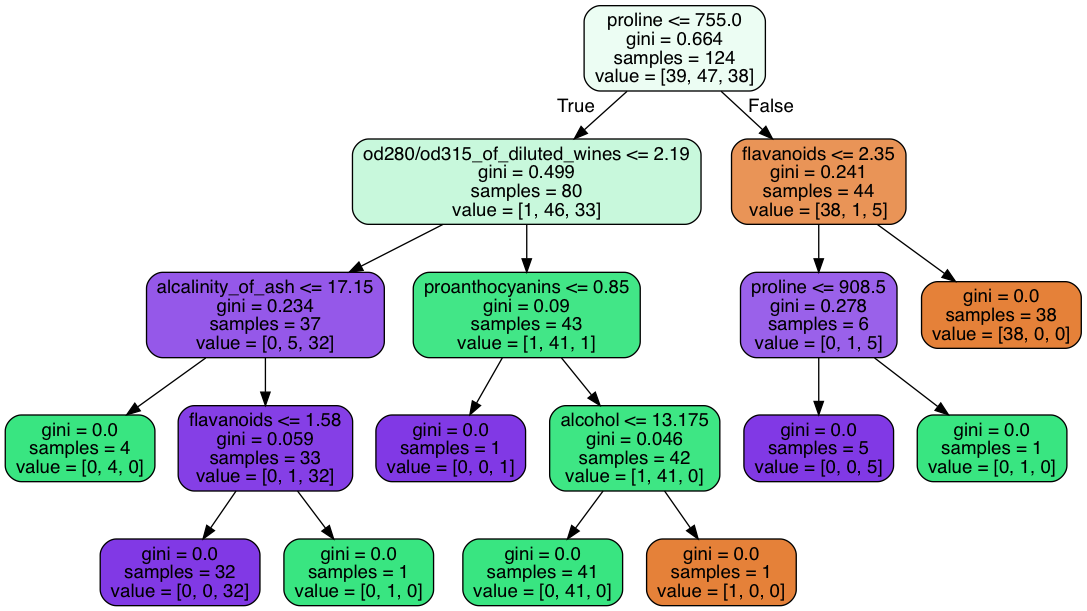 proline <= 755.0
gini = 0.664
samples = 124
value = [39, 47, 38]
True
False
od280/od315_of_diluted_wines <= 2.19
gini = 0.499
samples = 80
value = [1, 46, 33]
flavanoids <= 2.35
gini = 0.241
samples = 44
value = [38, 1, 5]
alcalinity_of_ash <= 17.15
gini = 0.234
samples = 37
value = [0, 5, 32]
proanthocyanins <= 0.85
gini = 0.09
samples = 43
value = [1, 41, 1]
proline <= 908.5
gini = 0.278
samples = 6
value = [0, 1, 5]
gini = 0.0
samples = 38
value = [38, 0, 0]
gini = 0.0
samples = 4
value = [0, 4, 0]
flavanoids <= 1.58
gini = 0.059
samples = 33
value = [0, 1, 32]
gini = 0.0
samples = 1
value = [0, 0, 1]
alcohol <= 13.175
gini = 0.046
samples = 42
value = [1, 41, 0]
gini = 0.0
samples = 5
value = [0, 0, 5]
gini = 0.0
samples = 1
value = [0, 1, 0]
gini = 0.0
samples = 32
value = [0, 0, 32]
gini = 0.0
samples = 1
value = [0, 1, 0]
gini = 0.0
samples = 41
value = [0, 41, 0]
gini = 0.0
samples = 1
value = [1, 0, 0]